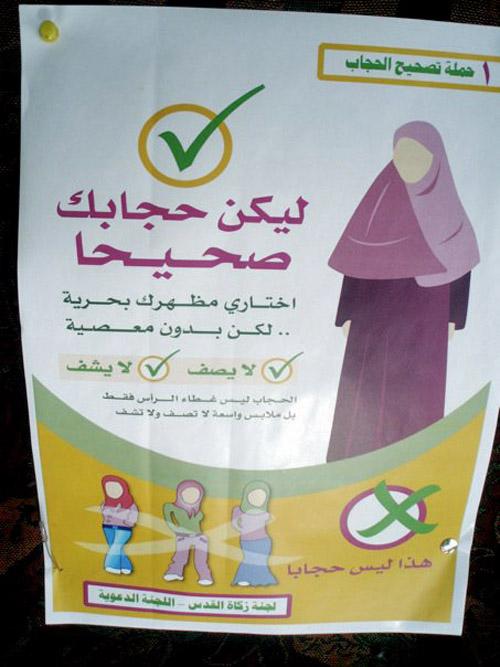 ١ حملة تصحيح الحجاب
ليكن حجابك
صحيحا
اختاري مظهرك بحرية
.. لكن بدون معصية
لا يصف لا يشف
الحجاب ليس غطاء الرأس فقط
بل ملابس واسعة لا تصف ولا تشف
هذا ليس حجابا
لجنة زكاة القدس - اللجنة الدعوية